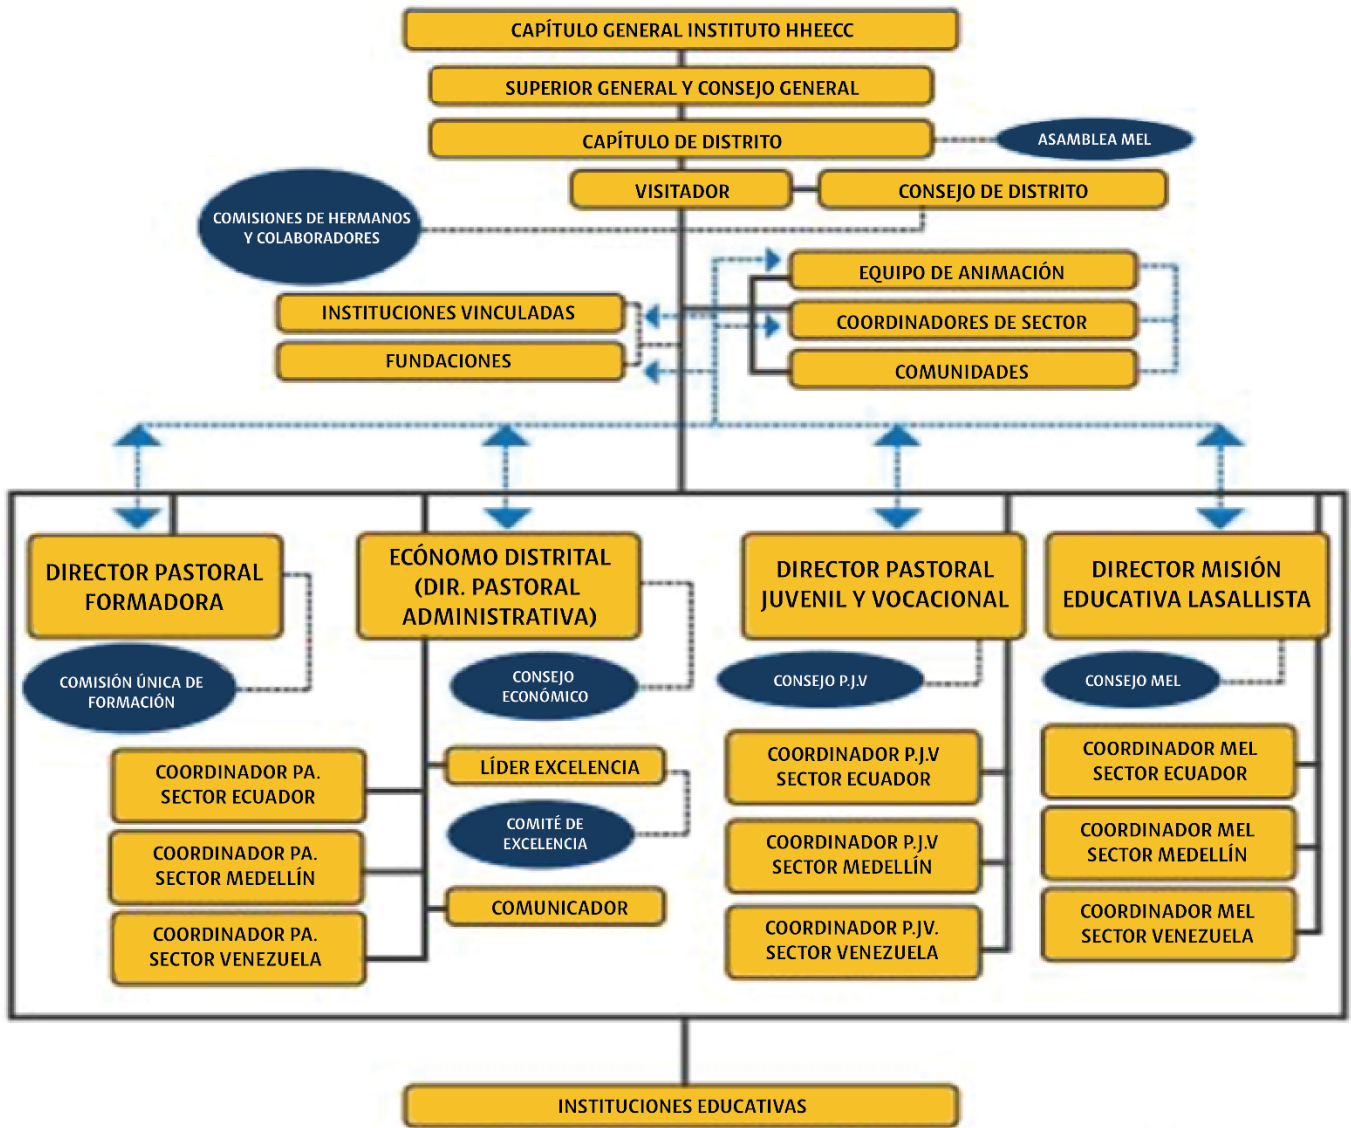 CAPÍTULO GENERAL INSTITUTO HHEECC
SUPERIOR GENERAL Y CONSEJO GENERAL
CAPÍTULO DE DISTRITO
ASAMBLEA MEL
VISITADOR
CONSEJO DE DISTRITO
COMISIONES DE HERMANOS
Y COLABORADORES
EQUIPO DE ANIMACIÓN
INSTITUCIONES VINCULADAS
COORDINADORES DE SECTOR
FUNDACIONES
COMUNIDADES
DIRECTOR PASTORAL
FORMADORA
ECÓNOMO DISTRITAL
(DIR. PASTORAL
ADMINISTRATIVA)
DIRECTOR PASTORAL
JUVENIL Y VOCACIONAL
DIRECTOR MISIÓN
EDUCATIVA LASALLISTA
COMISIÓN ÚNICA DE
FORMACIÓN
CONSEJO
ECONÓMICO
CONSEJO P.J.V
CONSEJO MEL
COORDINADOR PA.
SECTOR ECUADOR
COORDINADOR PA.
SECTOR MEDELLÍN
COORDINADOR PA.
SECTOR VENEZUELA
LÍDER EXCELENCIA
COMITÉ DE
EXCELENCIA
COMUNICADOR
COORDINADOR P.J.V
SECTOR ECUADOR
COORDINADOR P.J.V
SECTOR MEDELLÍN
COORDINADOR P.JV.
SECTOR VENEZUELA
COORDINADOR MEL
SECTOR ECUADOR
COORDINADOR MEL
SECTOR MEDELLÍN
COORDINADOR MEL
SECTOR VENEZUELA
INSTITUCIONES EDUCATIVAS